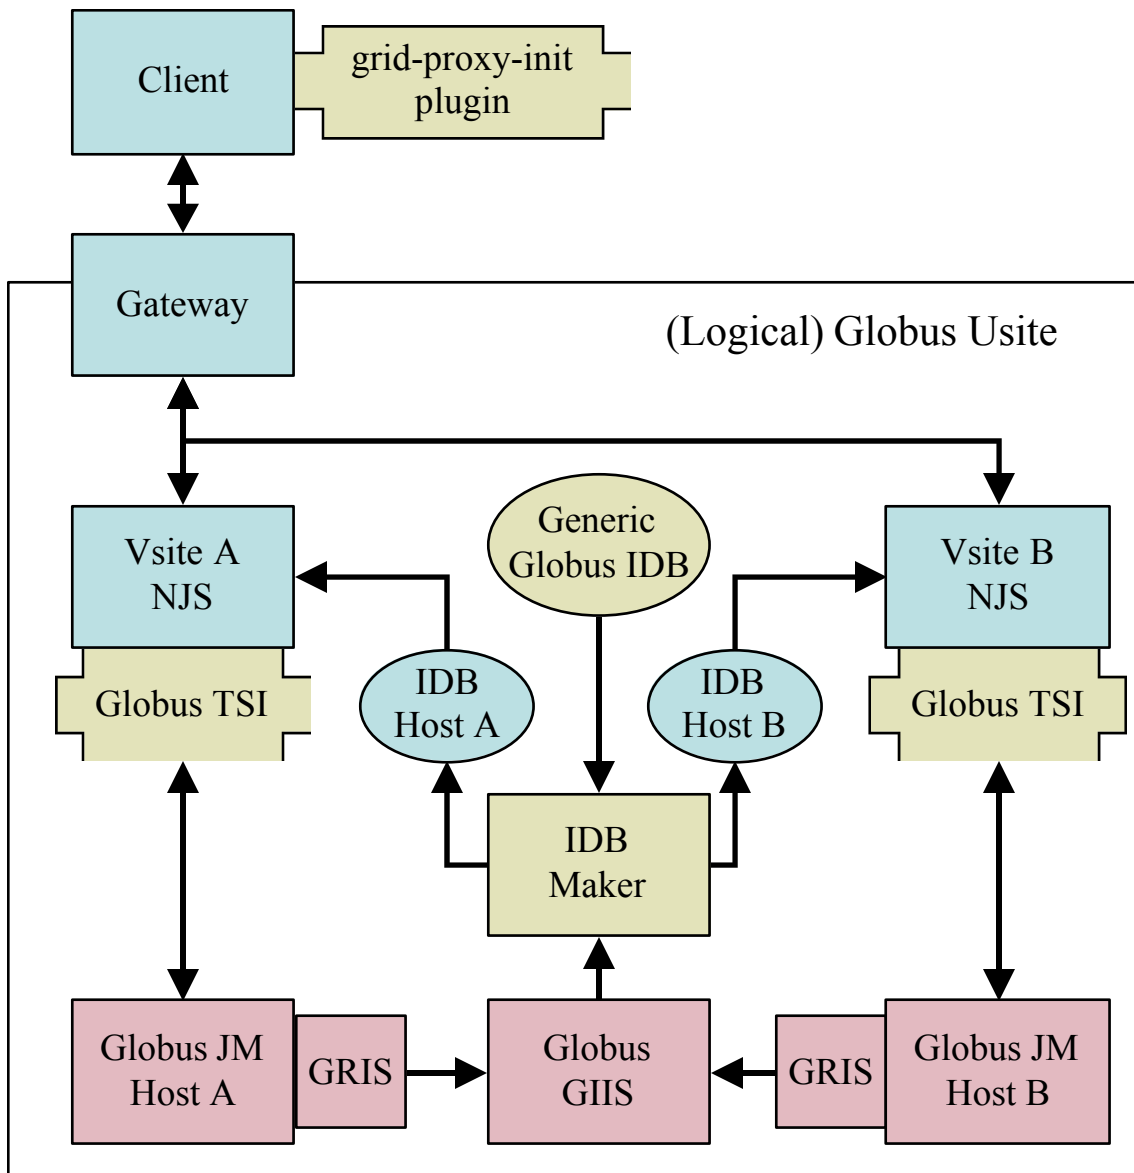 Client
grid-proxy-init
plugin
Gateway
(Logical) Globus Usite
Vsite A
NJS
Generic
Globus IDB
Vsite B
NJS
Globus TSI
IDB
Host A
IDB
Host B
Globus TSI
IDB
Maker
Globus JM
Host A
GRIS
Globus
GIIS
GRIS
Globus JM
Host B